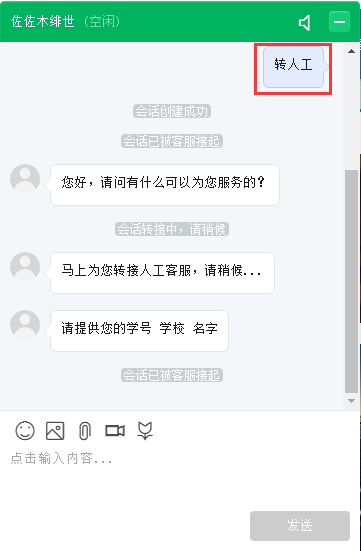 佐佐木绯世 (空闲)
转人工
会话创建成功
会话已被客服接起
您好，请问有什么可以为您服务的？
会话转接中，请稍候
马上为您转接人工客服，请稍候...
请提供您的学号 学校 名字
会话已被客服接起
点击输入内容...
发送